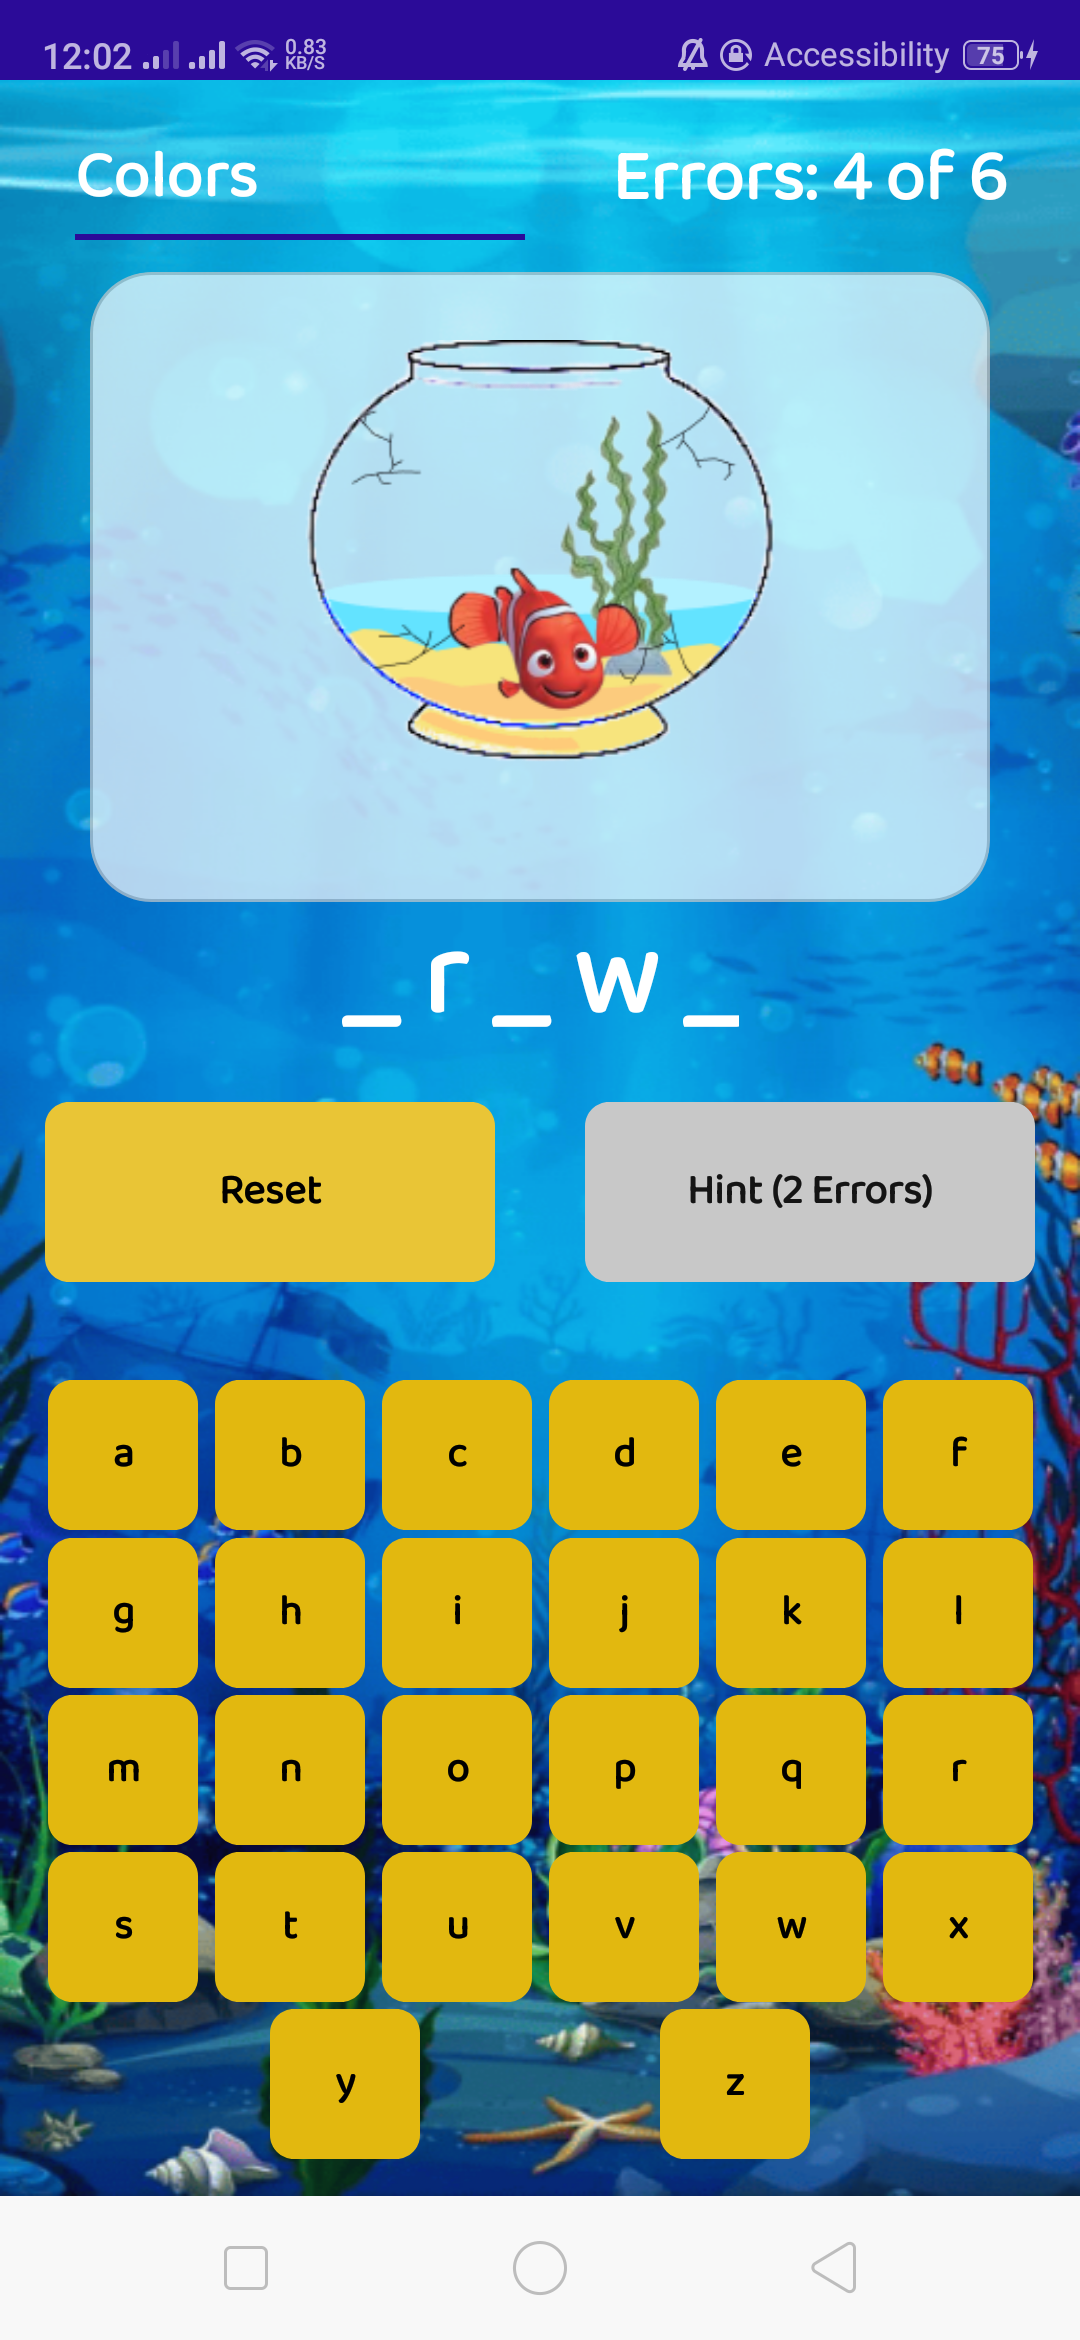 12:02 0.83 KB/S Accessibility 75
Colors Errors: 4 of 6
_ r _ w _
Reset Hint (2 Errors)
a b c d e f
g h i j k l
m n o p q r
s t u v w x
y z